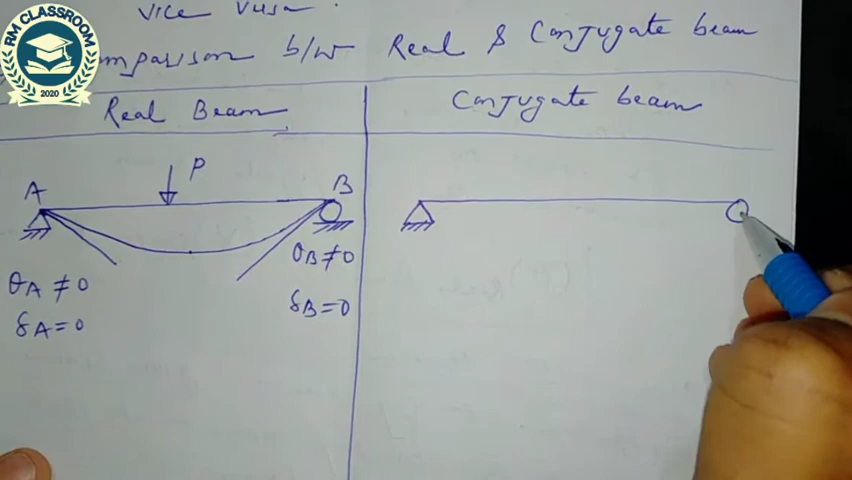 vice versa.
RM CLASSROOM
2020
omparison b/w Real & Conjugate beam
Real Beam
Conjugate beam
P
A
B
θA ≠ 0
δA = 0
θB ≠ 0
δB = 0